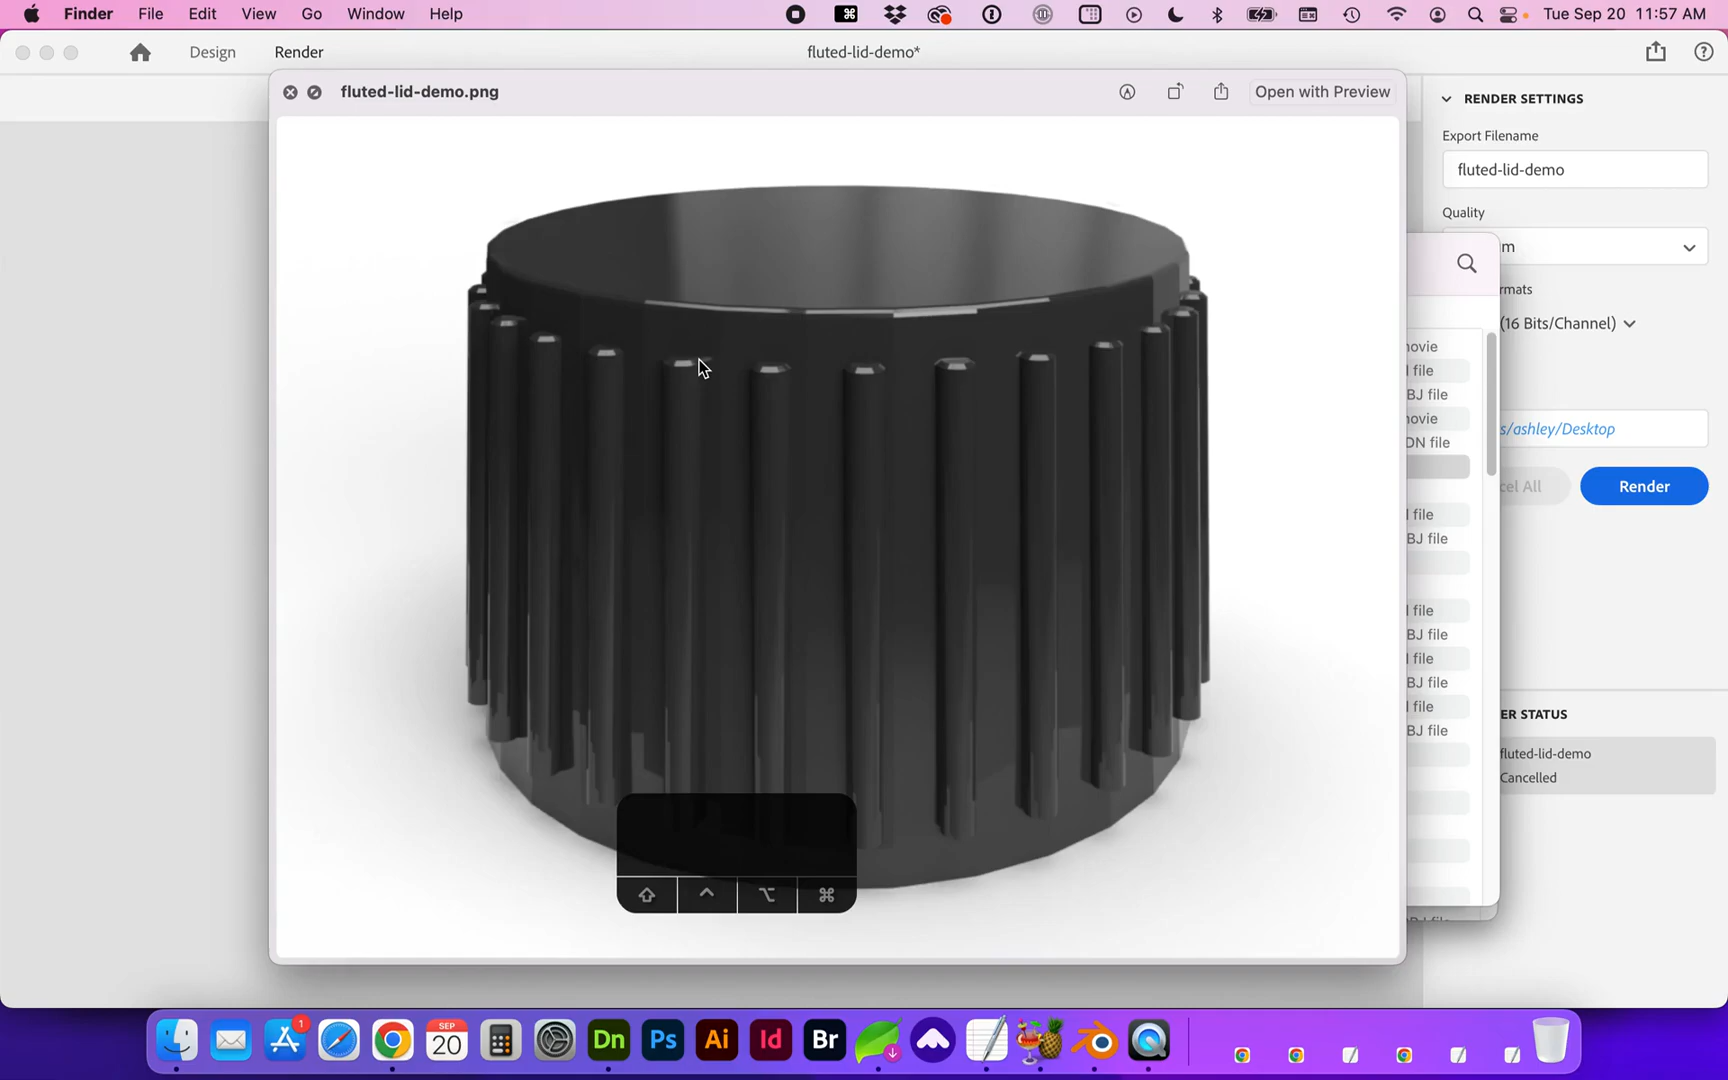 Finder File Edit View Go Window Help
Tue Sep 20 11:57 AM
Design Render
fluted-lid-demo*
fluted-lid-demo.png
Open with Preview
RENDER SETTINGS
Export Filename
fluted-lid-demo
Quality
m
rmats
(16 Bits/Channel)
s/ashley/Desktop
cel All
Render
movie
l file
BJ file
movie
DN file
l file
BJ file
l file
BJ file
l file
BJ file
l file
BJ file
ER STATUS
fluted-lid-demo
Cancelled
1
SEP
20
Dn Ps Ai Id Br